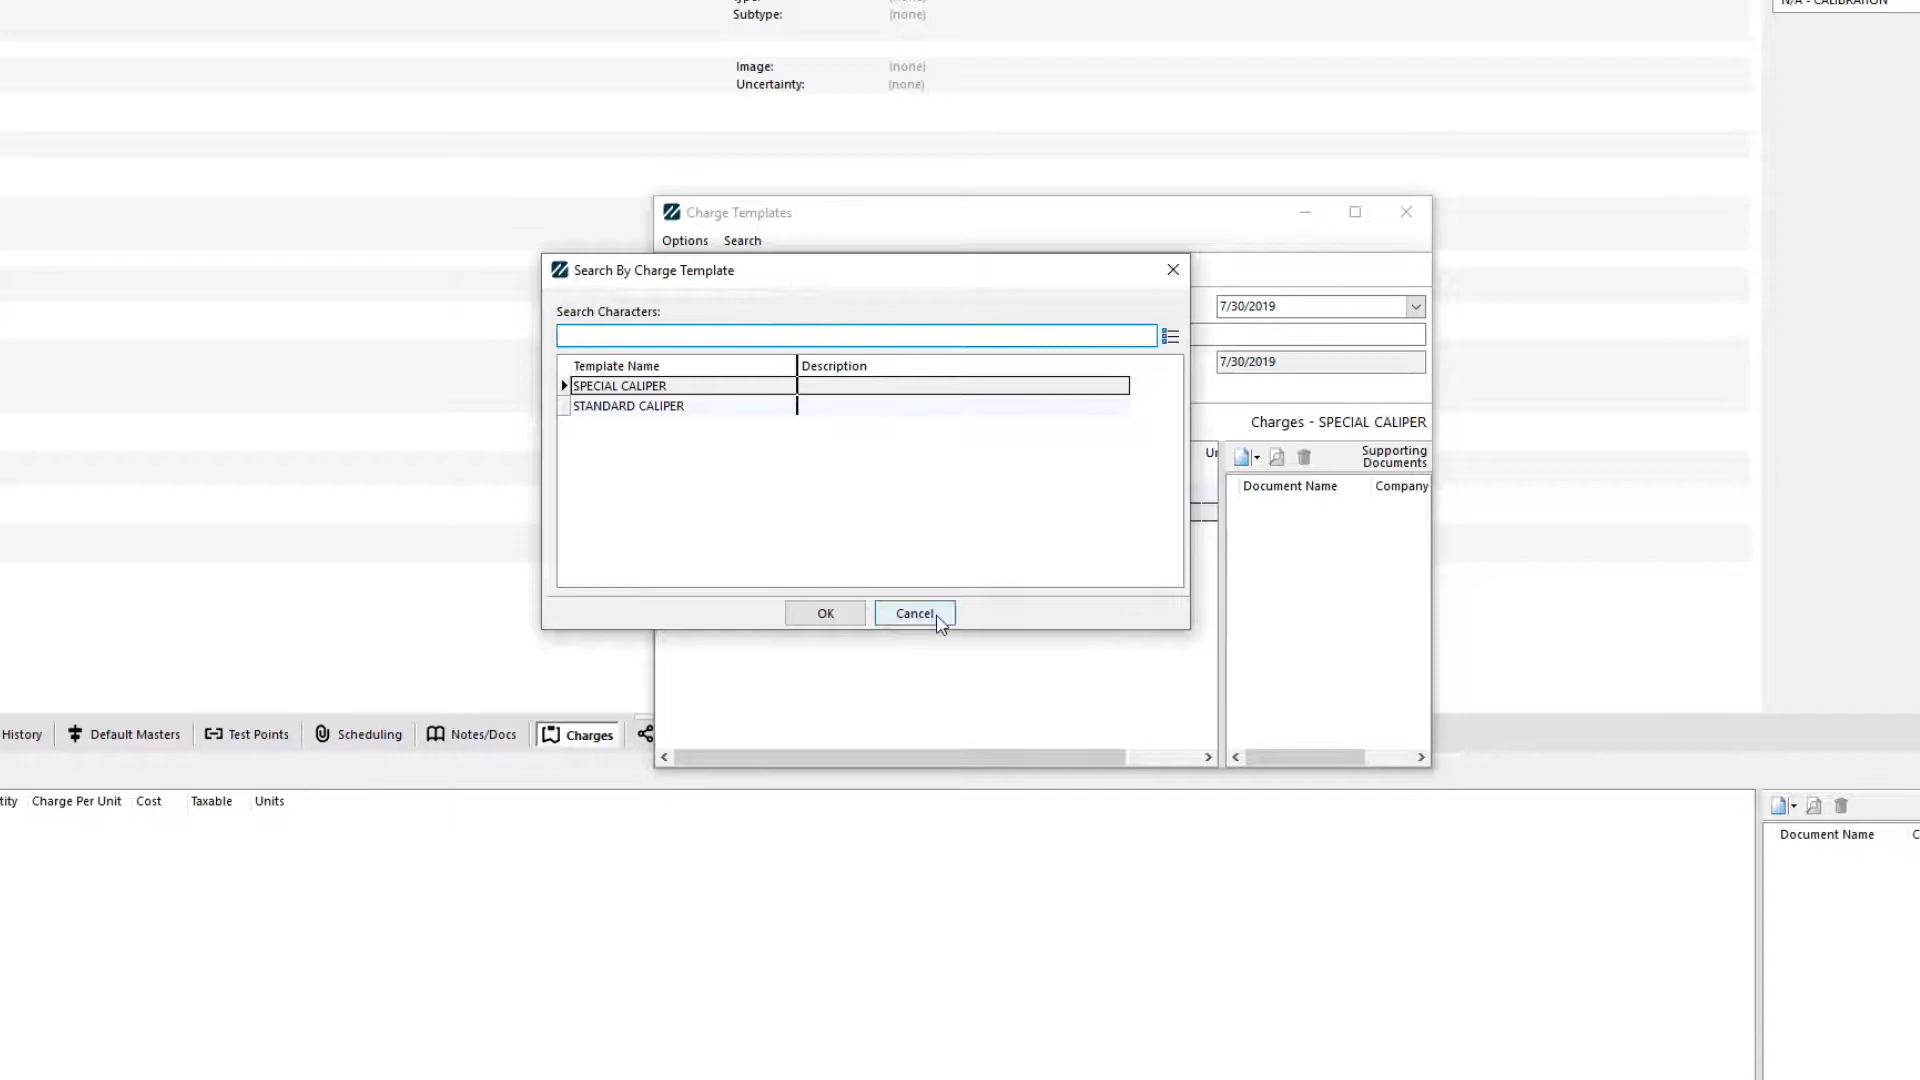 Subtype: (none)
N/A - CALIBRATION
Image: (none)
Uncertainty: (none)
Charge Templates
Options Search
Search By Charge Template
Search Characters:
7/30/2019
7/30/2019
Template Name Description
SPECIAL CALIPER
STANDARD CALIPER
Charges - SPECIAL CALIPER
Supporting
Documents
Document Name Company
OK Cancel
History Default Masters Test Points Scheduling Notes/Docs Charges
Charge Per Unit Cost Taxable Units
Document Name